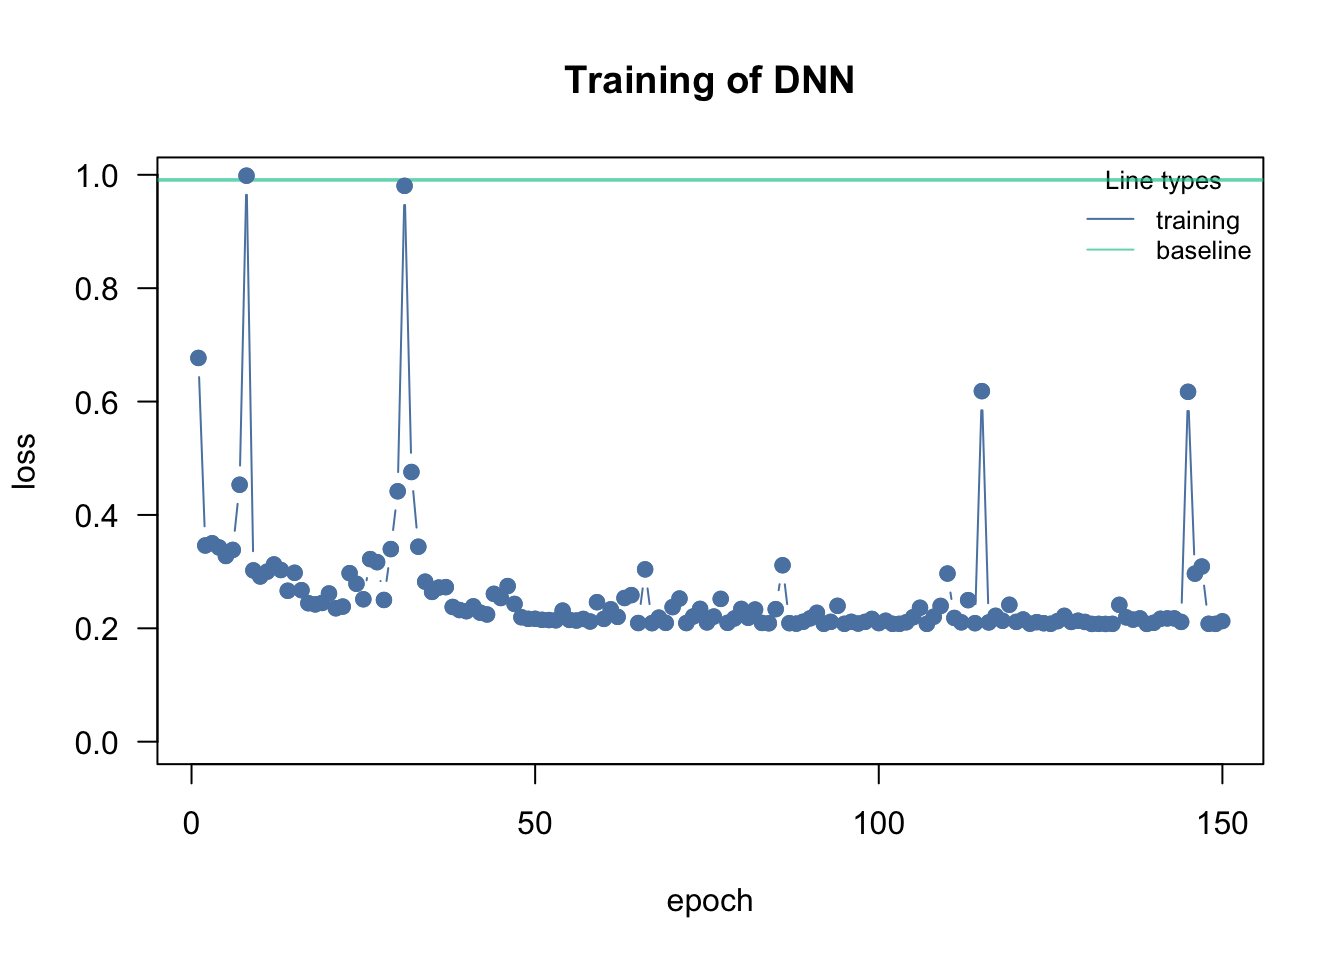 Training of DNN
1.0
0.8
0.6
0.4
0.2
0.0
loss
Line types
training
baseline
0 50 100 150
epoch